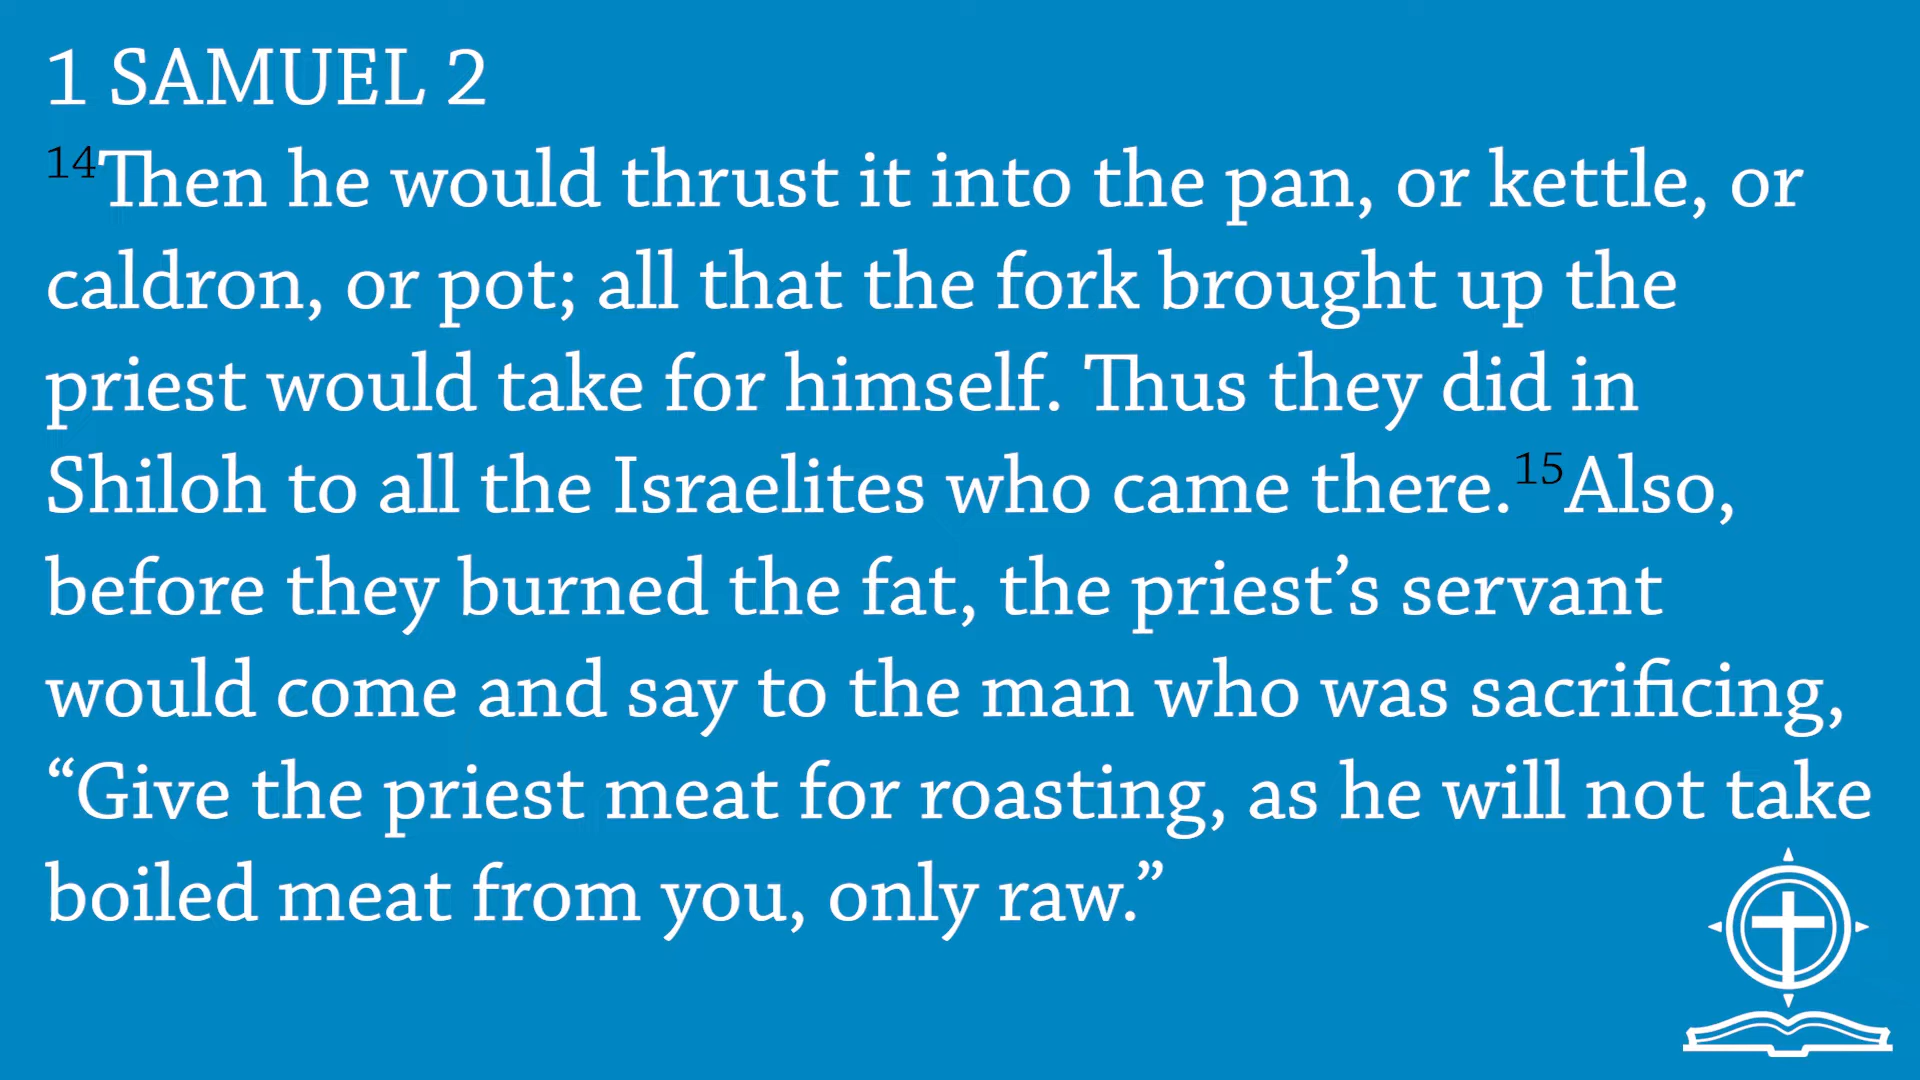 1 SAMUEL 2
14Then he would thrust it into the pan, or kettle, or
caldron, or pot; all that the fork brought up the
priest would take for himself. Thus they did in
Shiloh to all the Israelites who came there.15Also,
before they burned the fat, the priest’s servant
would come and say to the man who was sacrificing,
“Give the priest meat for roasting, as he will not take
boiled meat from you, only raw.”